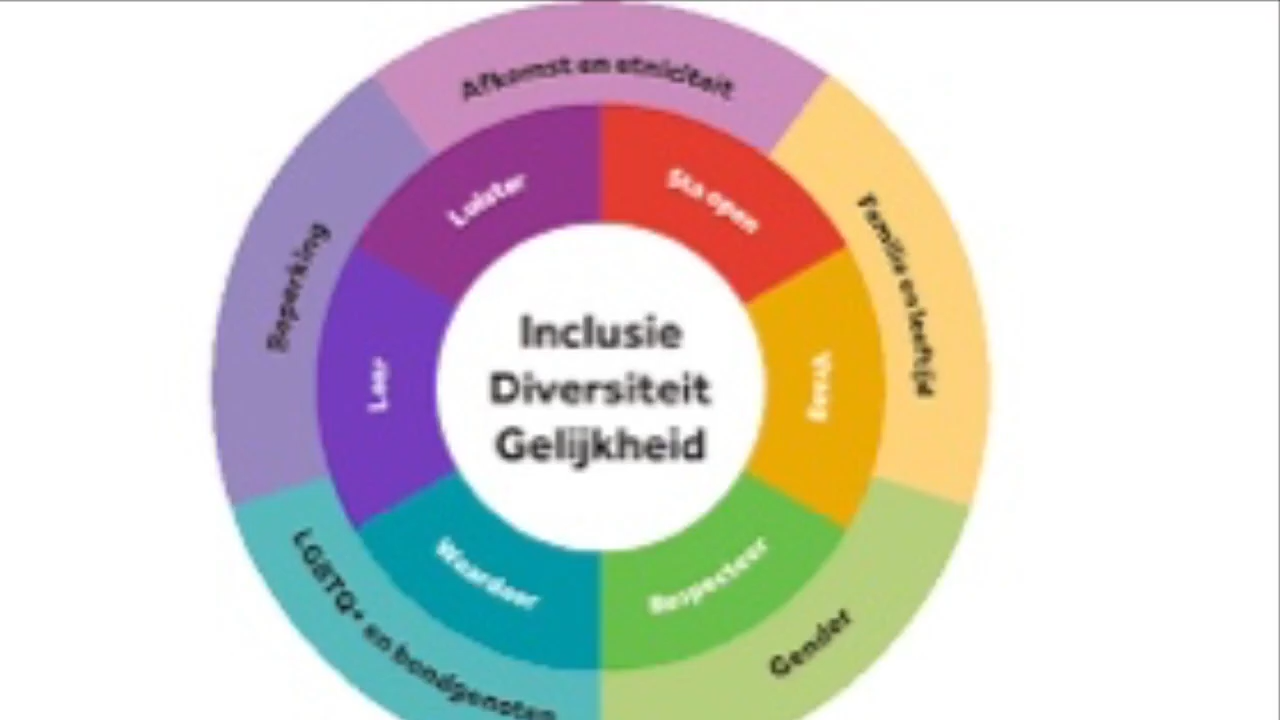 Afkomst en etniciteit
Familie en leeftijd
Gender
LGBTQ+ en bondgenoten
Beperking
Luister
Sta open
Vraag
Respecteer
Waardeer
Leer
Inclusie
Diversiteit
Gelijkheid